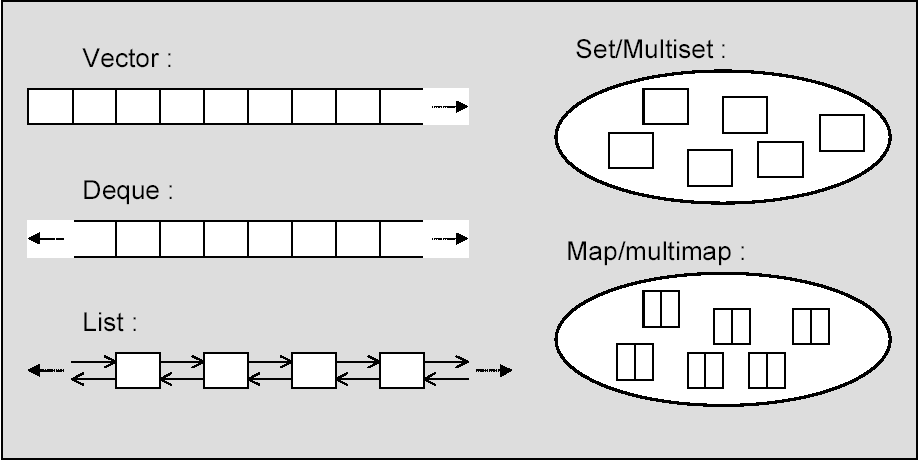 Vector :
Deque :
List :
Set/Multiset :
Map/multimap :